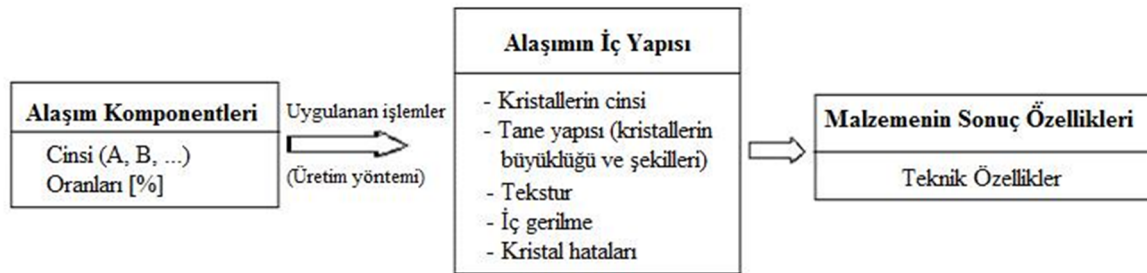 Alaşım Komponentleri
Cinsi (A, B, ...)
Oranları [%]
Uygulanan işlemler
(Üretim yöntemi)
Alaşımın İç Yapısı
- Kristallerin cinsi
- Tane yapısı (kristallerin
büyüklüğü ve şekilleri)
- Tekstur
- İç gerilme
- Kristal hataları
Malzemenin Sonuç Özellikleri
Teknik Özellikler